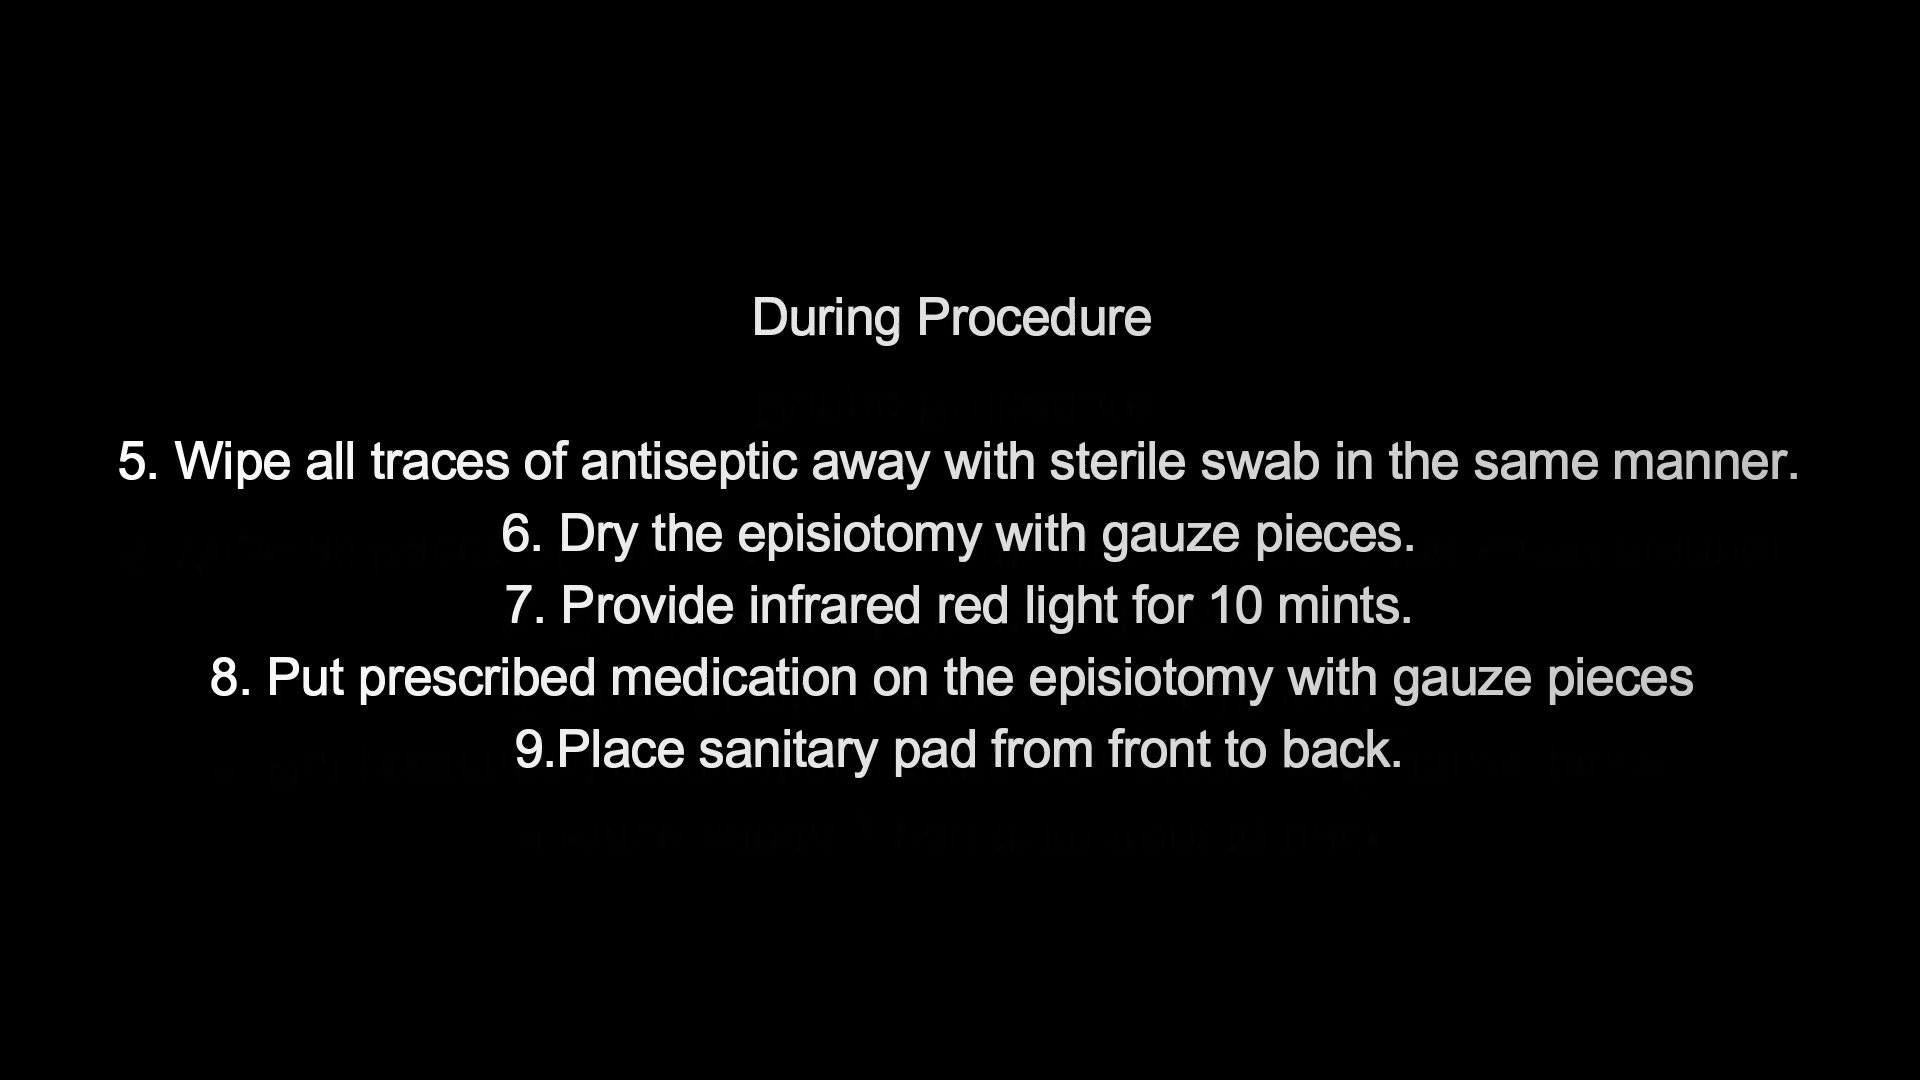 During Procedure
5. Wipe all traces of antiseptic away with sterile swab in the same manner.
6. Dry the episiotomy with gauze pieces.
7. Provide infrared red light for 10 mints.
8. Put prescribed medication on the episiotomy with gauze pieces
9.Place sanitary pad from front to back.